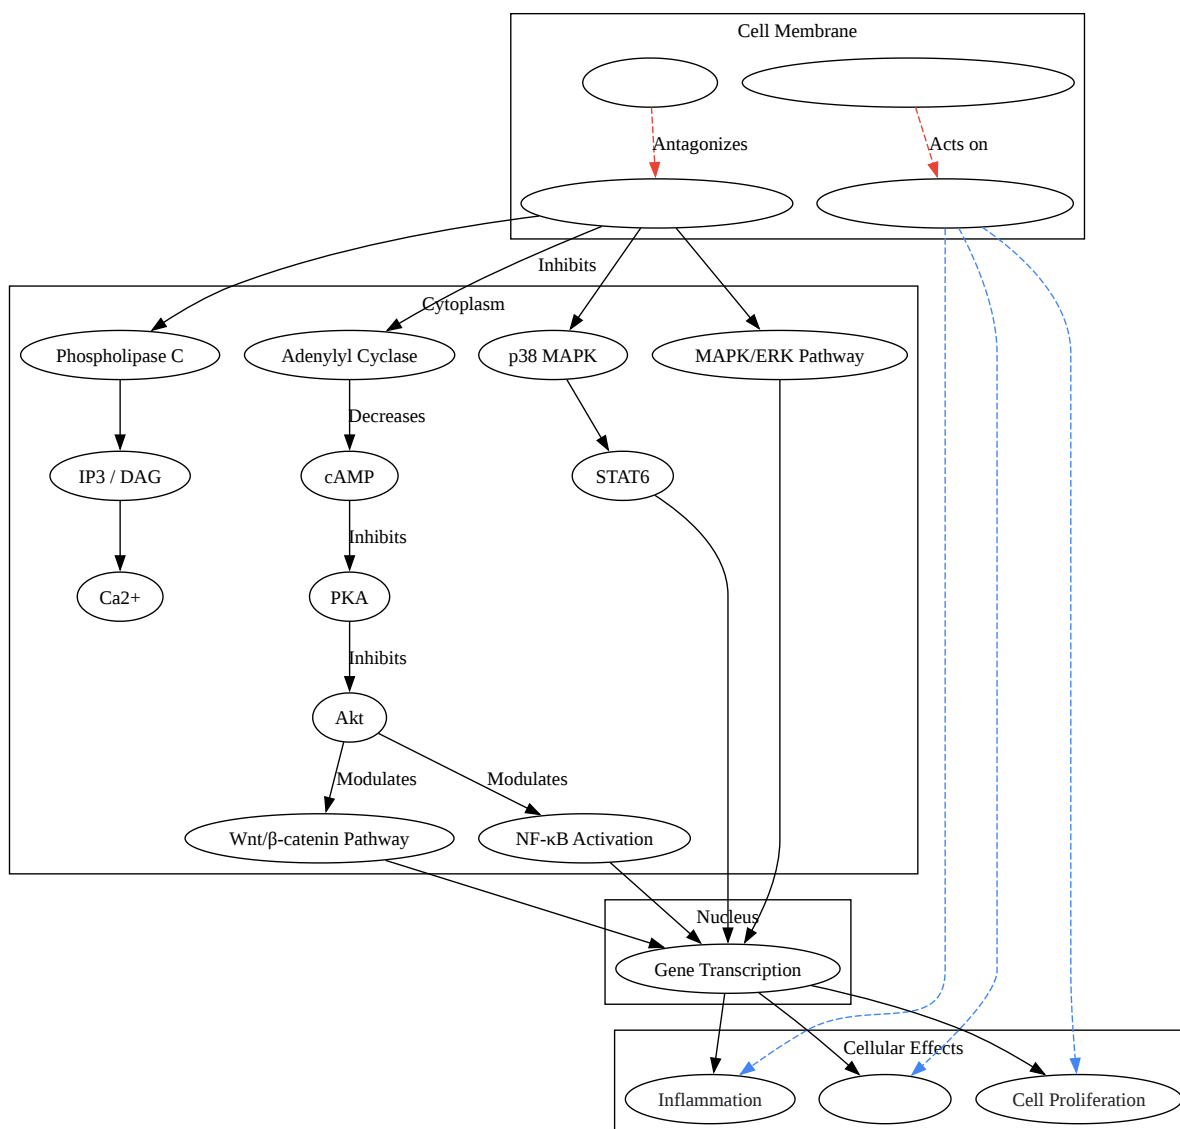 Cell Membrane
Antagonizes
Acts on
Inhibits
Cytoplasm
Phospholipase C
Adenylyl Cyclase
p38 MAPK
MAPK/ERK Pathway
Decreases
IP3 / DAG
cAMP
STAT6
Inhibits
Ca2+
PKA
Inhibits
Akt
Modulates
Modulates
Wnt/β-catenin Pathway
NF-κB Activation
Nucleus
Gene Transcription
Cellular Effects
Inflammation
Cell Proliferation